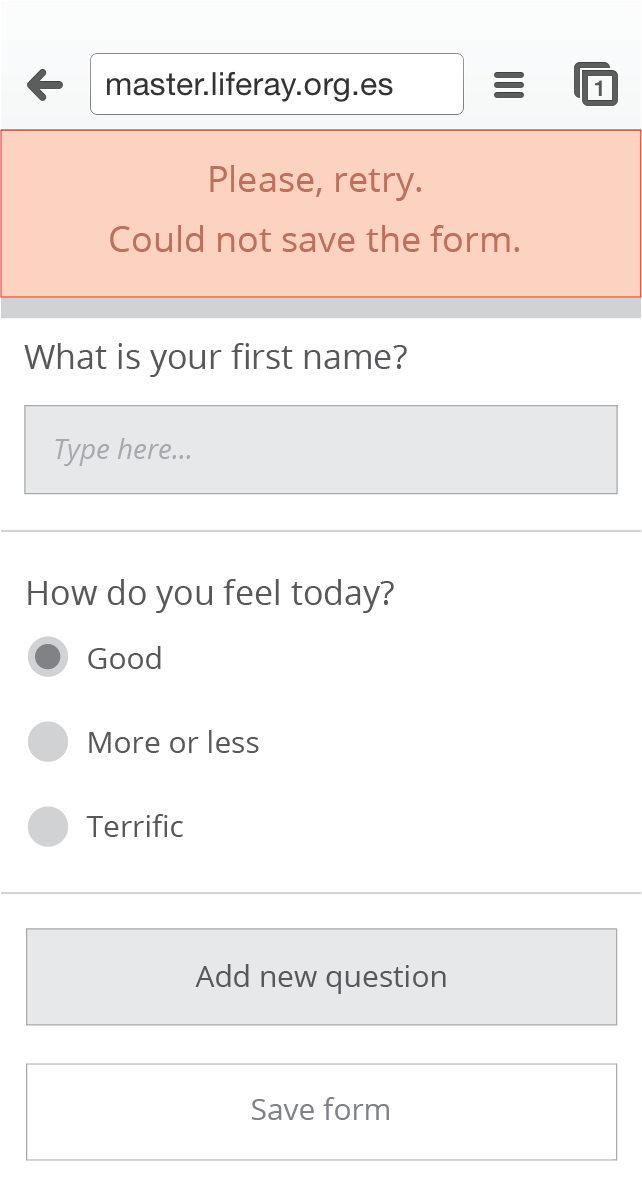 master.liferay.org.es
1
Please, retry.
Could not save the form.
What is your first name?
Type here...
How do you feel today?
Good
More or less
Terrific
Add new question
Save form